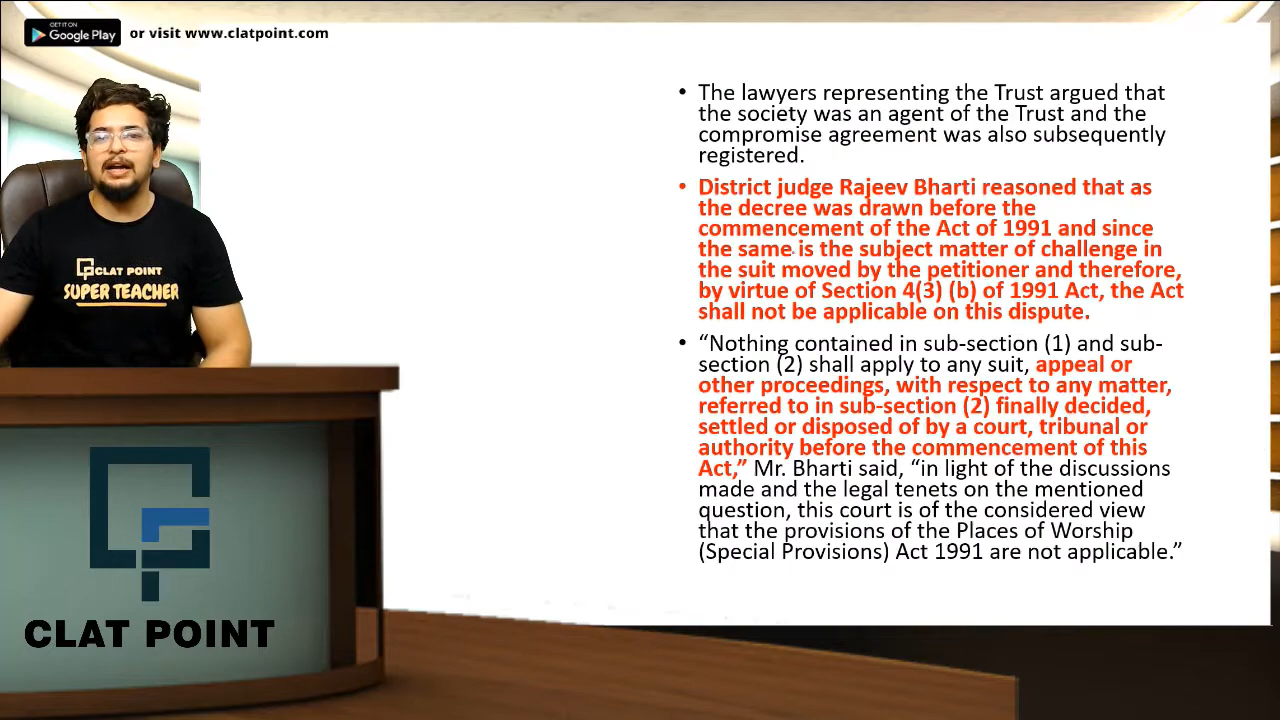 GET IT ON
Google Play
or visit www.clatpoint.com
• The lawyers representing the Trust argued that
the society was an agent of the Trust and the
compromise agreement was also subsequently
registered.
• District judge Rajeev Bharti reasoned that as
the decree was drawn before the
commencement of the Act of 1991 and since
the same is the subject matter of challenge in
the suit moved by the petitioner and therefore,
by virtue of Section 4(3) (b) of 1991 Act, the Act
shall not be applicable on this dispute.
• “Nothing contained in sub-section (1) and sub-
section (2) shall apply to any suit, appeal or
other proceedings, with respect to any matter,
referred to in sub-section (2) finally decided,
settled or disposed of by a court, tribunal or
authority before the commencement of this
Act,” Mr. Bharti said, “in light of the discussions
made and the legal tenets on the mentioned
question, this court is of the considered view
that the provisions of the Places of Worship
(Special Provisions) Act 1991 are not applicable.”
CLAT POINT
SUPER TEACHER
CLAT POINT